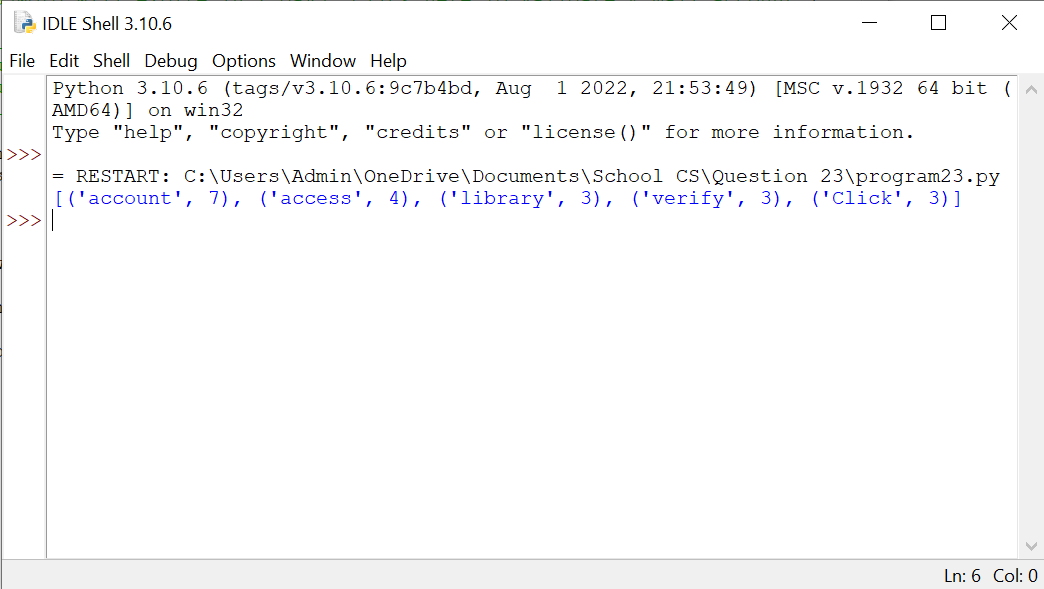 IDLE Shell 3.10.6
File Edit Shell Debug Options Window Help
Python 3.10.6 (tags/v3.10.6:9c7b4bd, Aug  1 2022, 21:53:49) [MSC v.1932 64 bit (
AMD64)] on win32
Type "help", "copyright", "credits" or "license()" for more information.
>>>
= RESTART: C:\Users\Admin\OneDrive\Documents\School CS\Question 23\program23.py
[('account', 7), ('access', 4), ('library', 3), ('verify', 3), ('Click', 3)]
>>>
Ln: 6 Col: 0